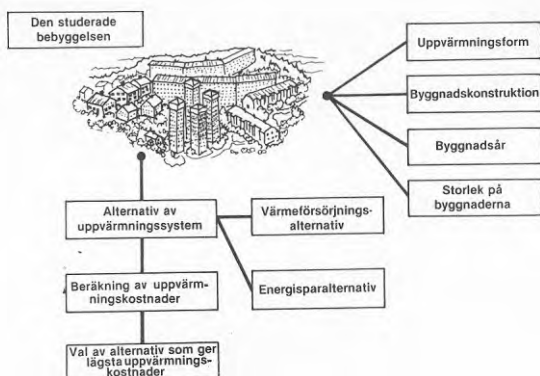 Den studerade
bebyggelsen
Uppvärmningsform
Byggnadskonstruktion
Byggnadsår
Storlek på
byggnaderna
Alternativ av
uppvärmningssystem
Värmeförsörjnings-
alternativ
Beräkning av uppvärm-
ningskostnader
Energisparalternativ
Val av alternativ som ger
lägsta uppvärmnings-
kostnader